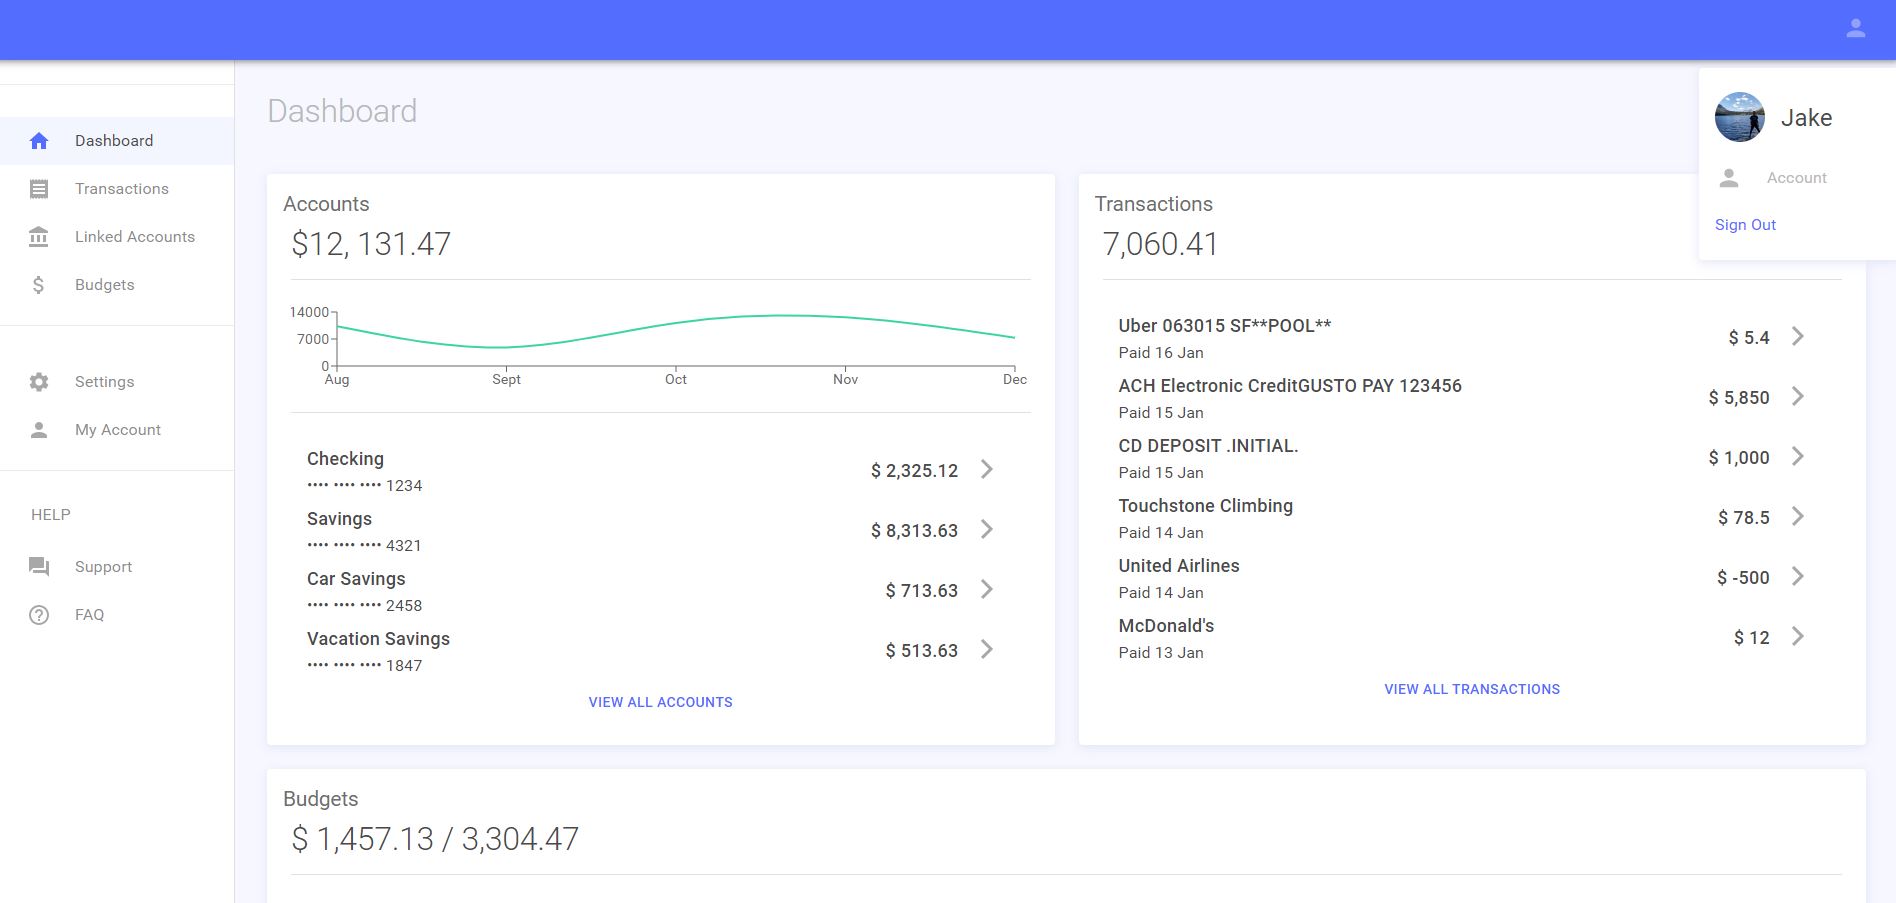 Dashboard
Transactions
Linked Accounts
Budgets
Settings
My Account
HELP
Support
FAQ
Dashboard
Jake
Account
Sign Out
Accounts
$12, 131.47
14000
7000
0
Aug Sept Oct Nov Dec
Checking
•••• •••• •••• 1234
$ 2,325.12
Savings
•••• •••• •••• 4321
$ 8,313.63
Car Savings
•••• •••• •••• 2458
$ 713.63
Vacation Savings
•••• •••• •••• 1847
$ 513.63
VIEW ALL ACCOUNTS
Transactions
7,060.41
Uber 063015 SF**POOL**
Paid 16 Jan
$ 5.4
ACH Electronic CreditGUSTO PAY 123456
Paid 15 Jan
$ 5,850
CD DEPOSIT .INITIAL.
Paid 15 Jan
$ 1,000
Touchstone Climbing
Paid 14 Jan
$ 78.5
United Airlines
Paid 14 Jan
$ -500
McDonald's
Paid 13 Jan
$ 12
VIEW ALL TRANSACTIONS
Budgets
$ 1,457.13 / 3,304.47